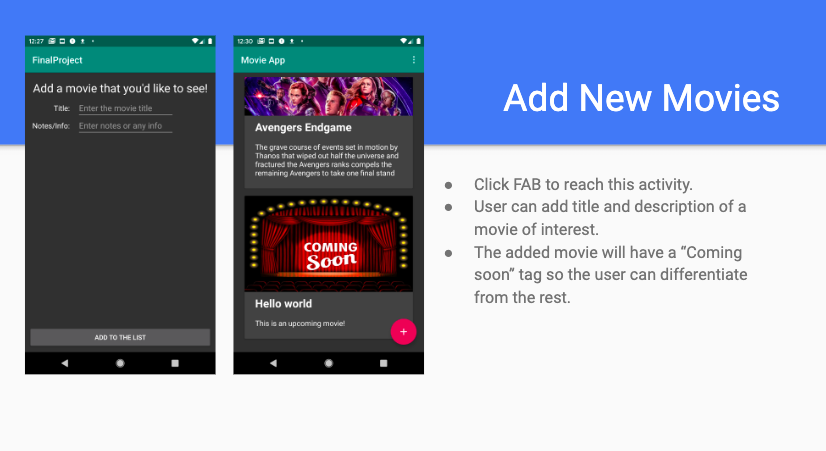 12:27
FinalProject
Add a movie that you'd like to see!
Title: Enter the movie title
Notes/Info: Enter notes or any info
ADD TO THE LIST
12:30
Movie App
Avengers Endgame
The grave course of events set in motion by
Thanos that wiped out half the universe and
fractured the Avengers ranks compels the
remaining Avengers to take one final stand
COMING
Soon
Hello world
This is an upcoming movie!
+
Add New Movies
● Click FAB to reach this activity.
● User can add title and description of a
movie of interest.
● The added movie will have a “Coming
soon” tag so the user can differentiate
from the rest.